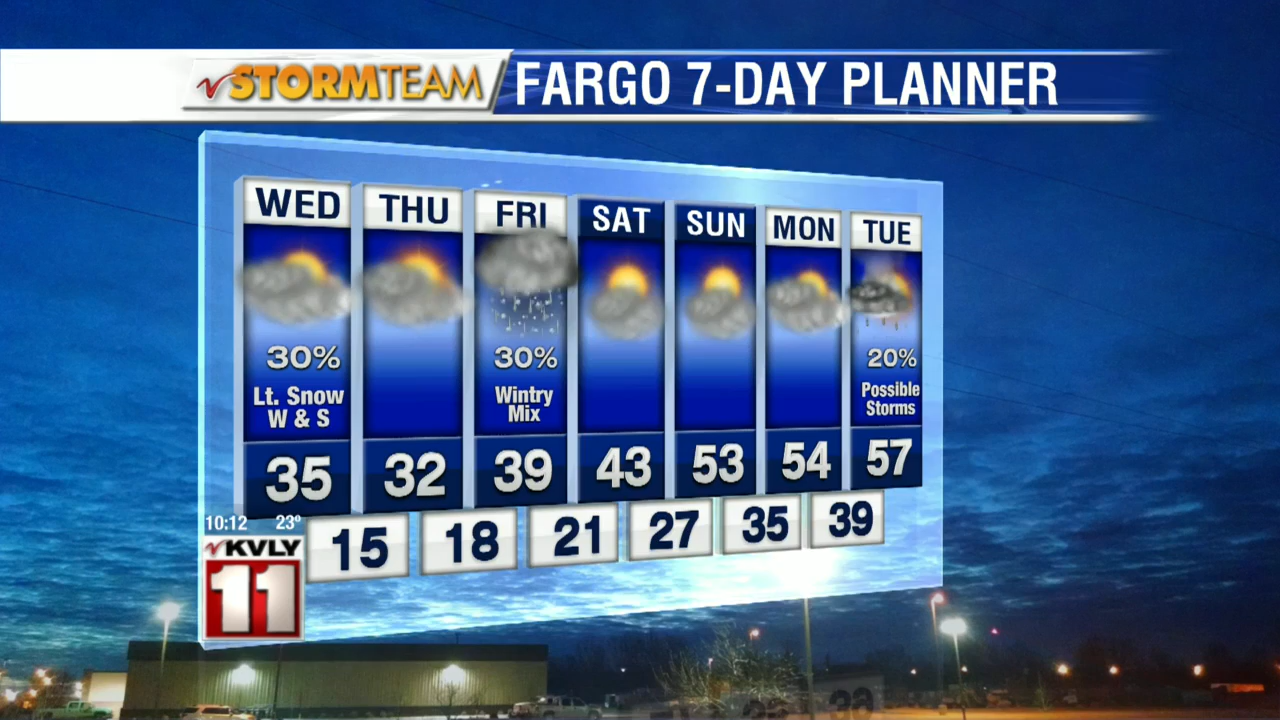 STORMTEAM
FARGO 7-DAY PLANNER
WED THU FRI SAT SUN MON TUE
30% 30% 20%
Lt. Snow
W & S
Wintry
Mix
Possible
Storms
35 32 39 43 53 54 57
15 18 21 27 35 39
10:12 23°
KVLY
11